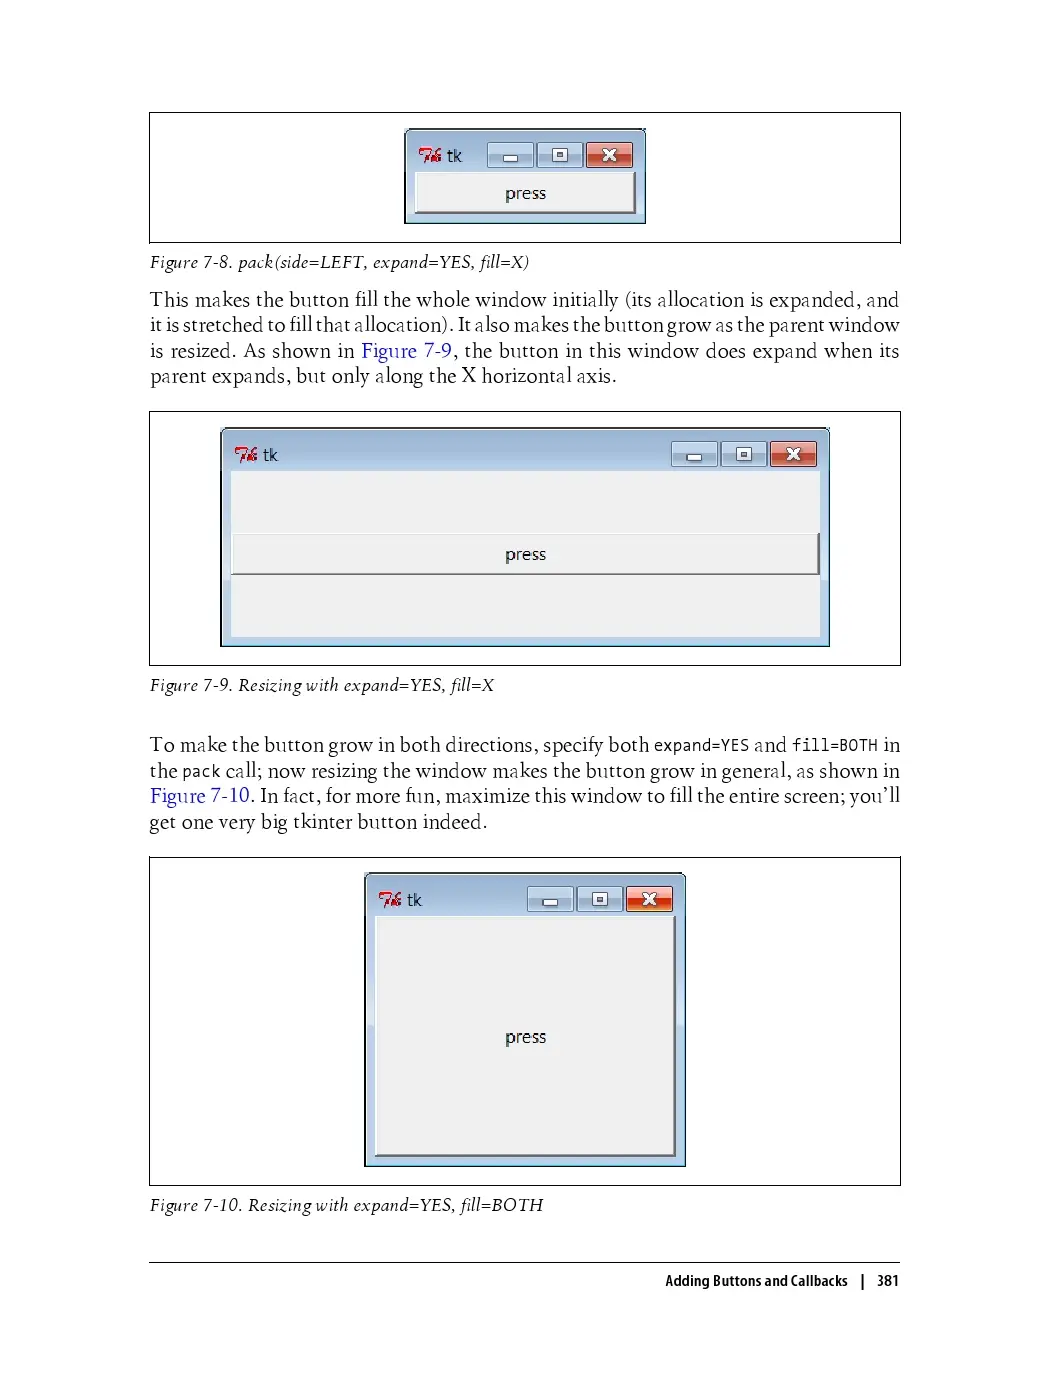 tk
press
Figure 7-8. pack(side=LEFT, expand=YES, fill=X)
This makes the button fill the whole window initially (its allocation is expanded, and
it is stretched to fill that allocation). It also makes the button grow as the parent window
is resized. As shown in Figure 7-9, the button in this window does expand when its
parent expands, but only along the X horizontal axis.
tk
press
Figure 7-9. Resizing with expand=YES, fill=X
To make the button grow in both directions, specify both expand=YES and fill=BOTH in
the pack call; now resizing the window makes the button grow in general, as shown in
Figure 7-10. In fact, for more fun, maximize this window to fill the entire screen; you’ll
get one very big tkinter button indeed.
tk
press
Figure 7-10. Resizing with expand=YES, fill=BOTH
Adding Buttons and Callbacks | 381